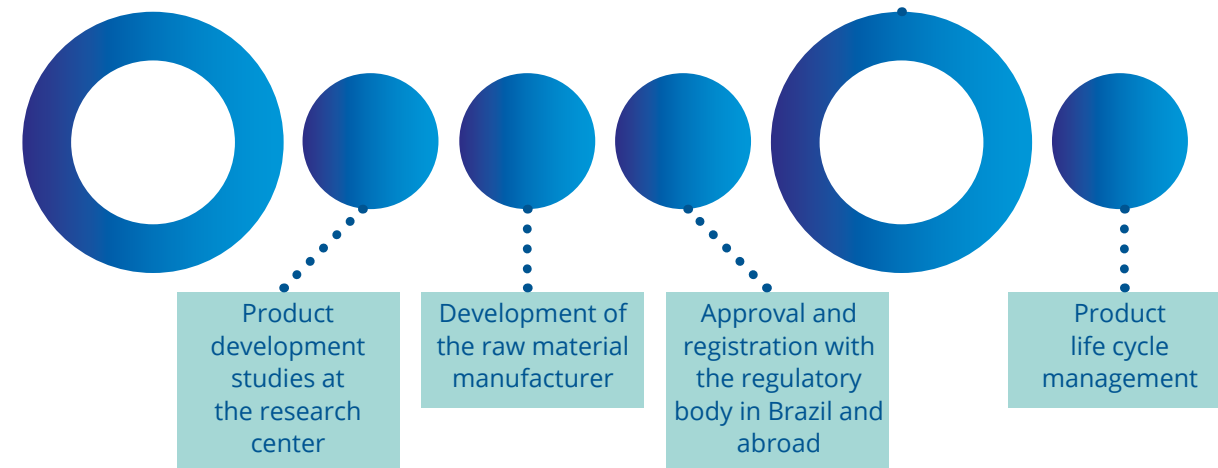 Product
development
studies at
the research
center
Development of
the raw material
manufacturer
Approval and
registration with
the regulatory
body in Brazil and
abroad
Product
life cycle
management